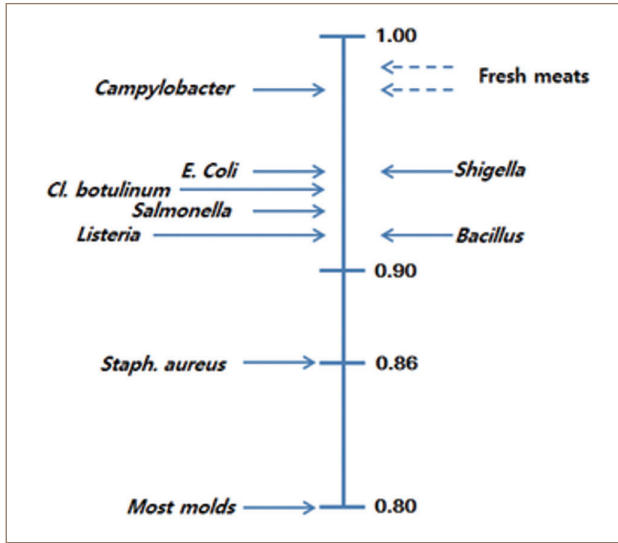 1.00
Fresh meats
Campylobacter
E. Coli
Shigella
Cl. botulinum
Salmonella
Listeria
Bacillus
0.90
Staph. aureus
0.86
Most molds
0.80